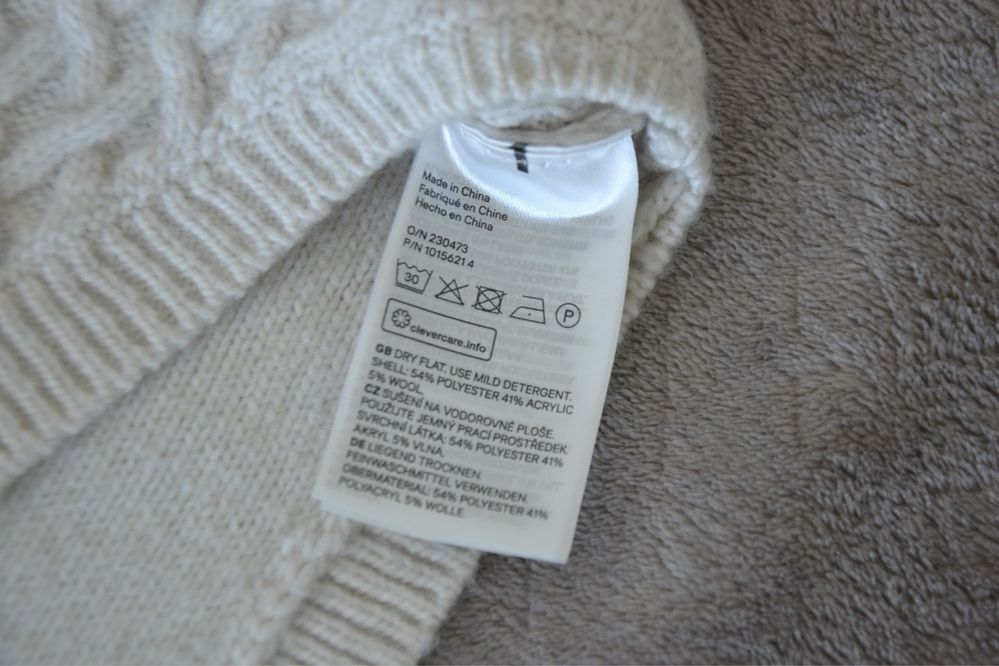 Made in China
Fabriqué en Chine
Hecho en China
O/N 230473
P/N 1015621 4
30
P
clevercare.info
GB DRY FLAT. USE MILD DETERGENT.
SHELL: 54% POLYESTER 41% ACRYLIC
5% WOOL.
CZ SUŠENÍ NA VODOROVNÉ PLOŠE.
POUŽIJTE JEMNÝ PRACÍ PROSTŘEDEK.
SVRCHNÍ LÁTKA: 54% POLYESTER 41%
AKRYL 5% VLNA.
DE LIEGEND TROCKNEN.
FEINWASCHMITTEL VERWENDEN.
OBERMATERIAL: 54% POLYESTER 41%
POLYACRYL 5% WOLLE.